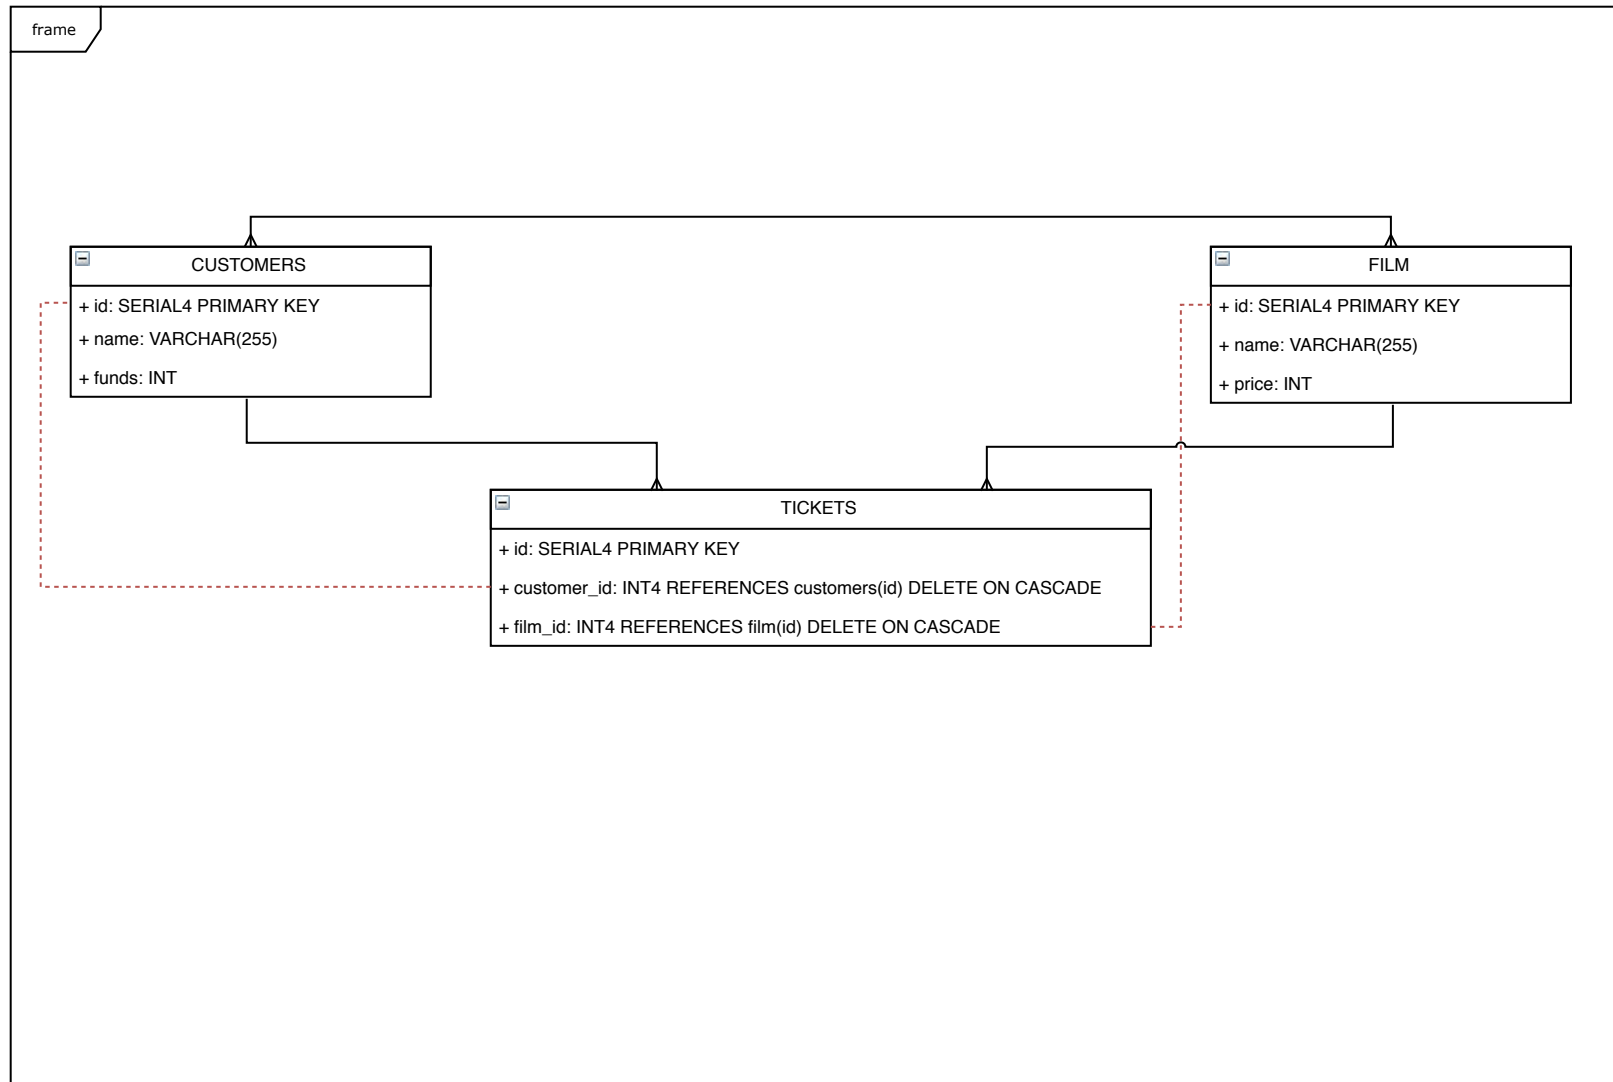 frame
CUSTOMERS
+ id: SERIAL4 PRIMARY KEY
+ name: VARCHAR(255)
+ funds: INT
FILM
+ id: SERIAL4 PRIMARY KEY
+ name: VARCHAR(255)
+ price: INT
TICKETS
+ id: SERIAL4 PRIMARY KEY
+ customer_id: INT4 REFERENCES customers(id) DELETE ON CASCADE
+ film_id: INT4 REFERENCES film(id) DELETE ON CASCADE